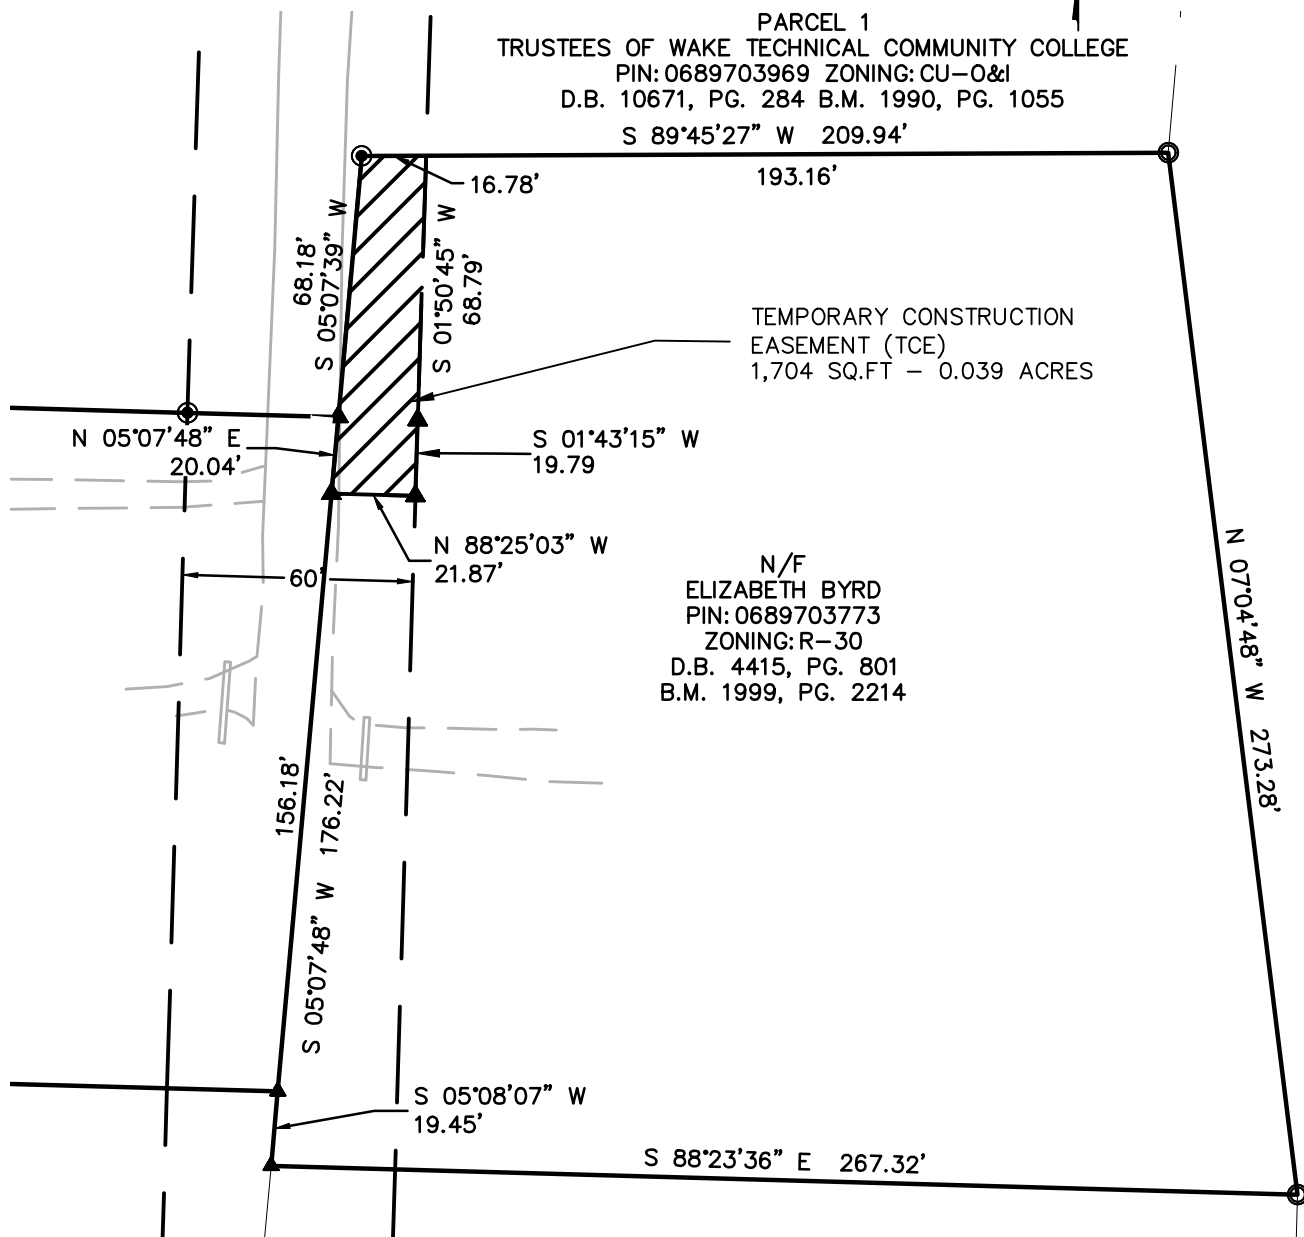 PARCEL 1
TRUSTEES OF WAKE TECHNICAL COMMUNITY COLLEGE
PIN: 0689703969 ZONING: CU-O&I
D.B. 10671, PG. 284 B.M. 1990, PG. 1055
S 89°45'27" W 209.94'
193.16'
16.78'
68.18'
S 05°07'39" W
S 01°50'45" W
68.79'
TEMPORARY CONSTRUCTION
EASEMENT (TCE)
1,704 SQ.FT – 0.039 ACRES
N 05°07'48" E
20.04'
S 01°43'15" W
19.79
N 88°25'03" W
21.87'
60'
N/F
ELIZABETH BYRD
PIN: 0689703773
ZONING: R-30
D.B. 4415, PG. 801
B.M. 1999, PG. 2214
N 07°04'48" W 273.28'
156.18'
S 05°07'48" W 176.22'
S 05°08'07" W
19.45'
S 88°23'36" E 267.32'